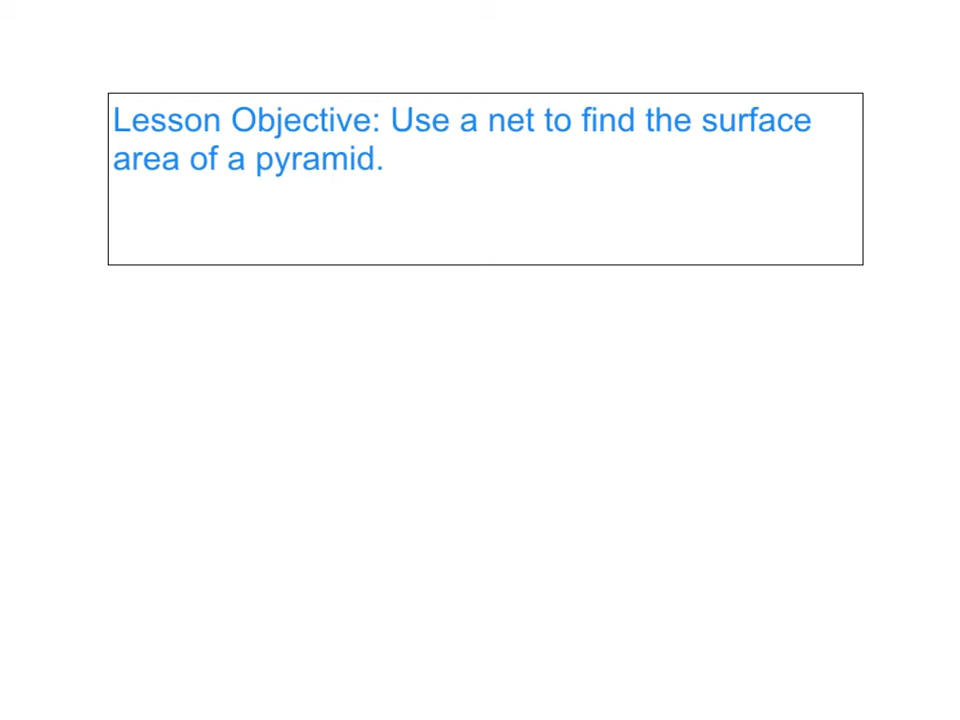 Lesson Objective: Use a net to find the surface
area of a pyramid.